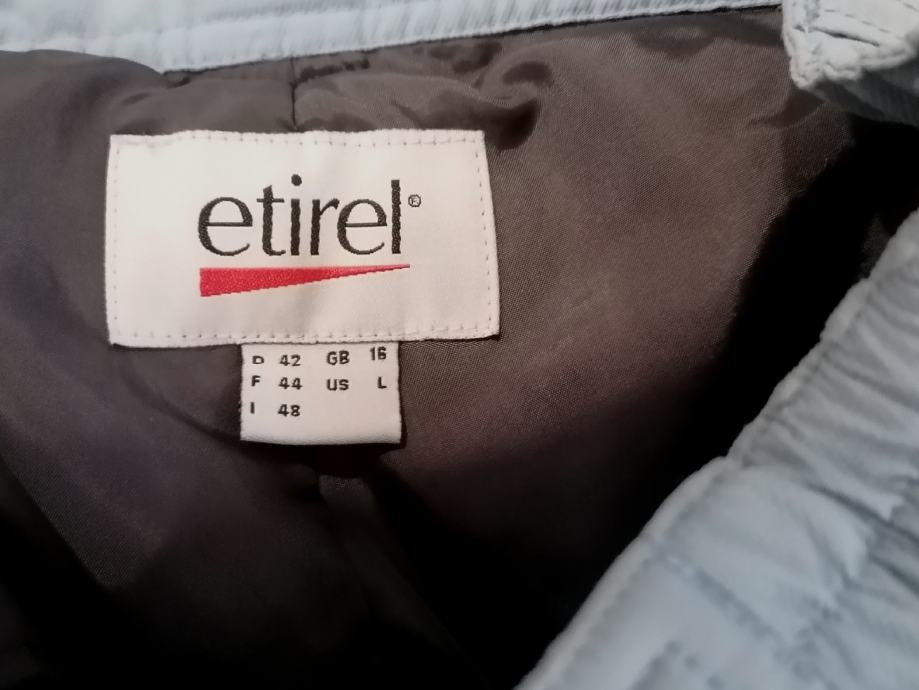 etirel®
D 42 GB 16
F 44 US L
I 48